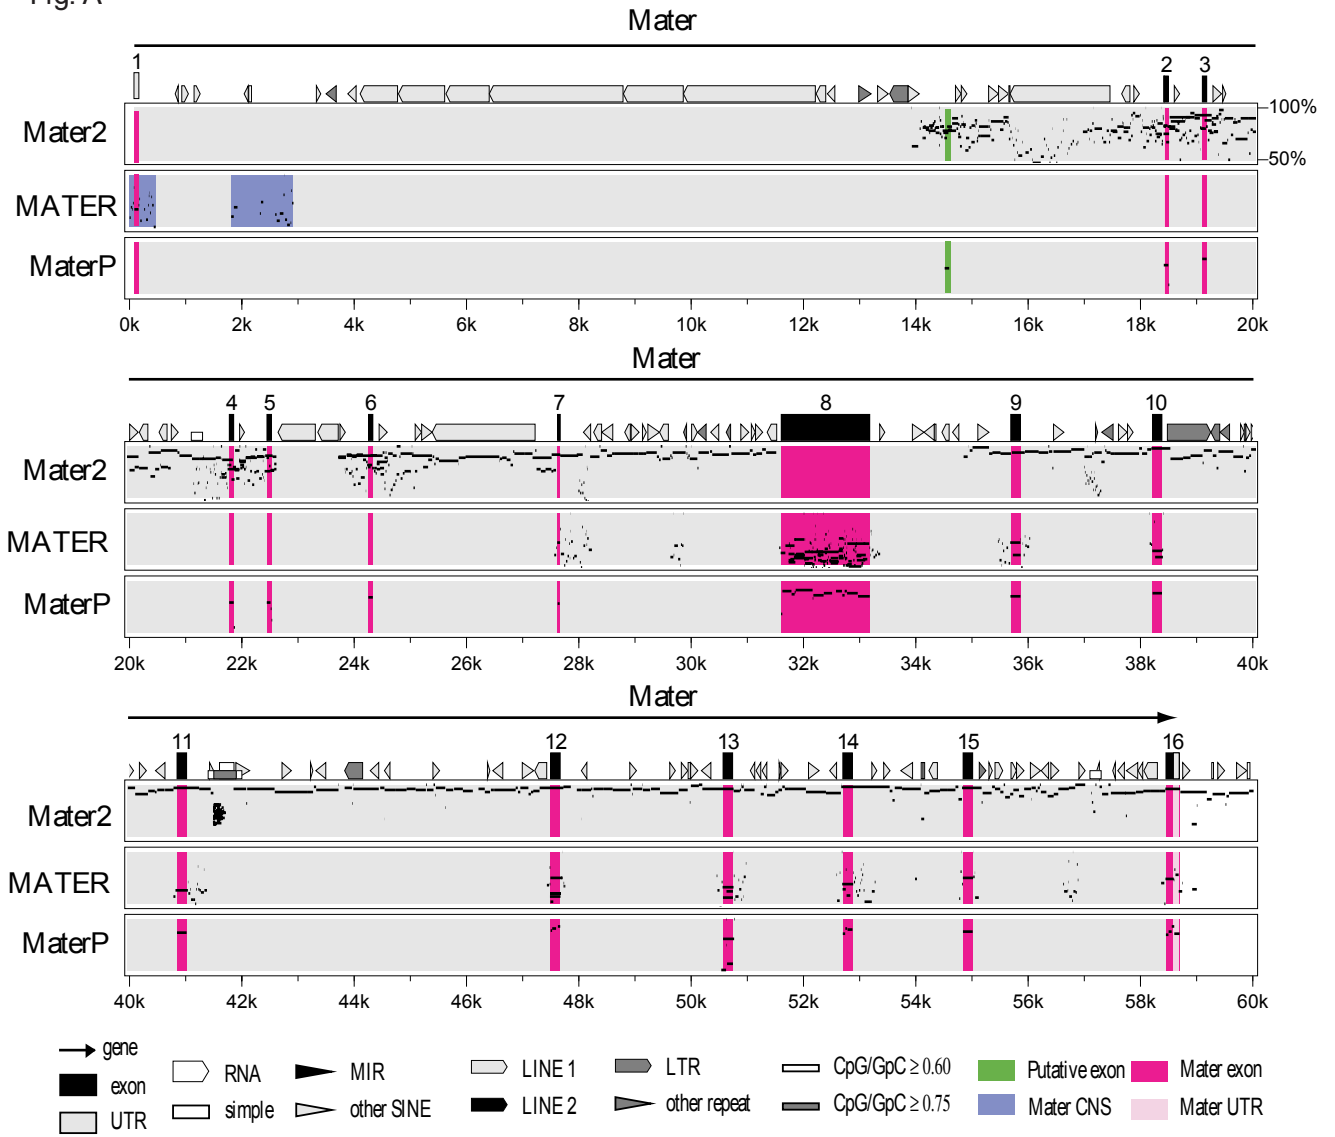 Fig. A
Mater
1 2 3
Mater2
100%
50%
MATER
MaterP
0k 2k 4k 6k 8k 10k 12k 14k 16k 18k 20k
Mater
4 5 6 7 8 9 10
Mater2
MATER
MaterP
20k 22k 24k 26k 28k 30k 32k 34k 36k 38k 40k
Mater
11 12 13 14 15 16
Mater2
MATER
MaterP
40k 42k 44k 46k 48k 50k 52k 54k 56k 58k 60k
gene
exon
UTR
RNA
simple
MIR
other SINE
LINE 1
LINE 2
LTR
other repeat
CpG/GpC ≥ 0.60
CpG/GpC ≥ 0.75
Putative exon
Mater CNS
Mater exon
Mater UTR